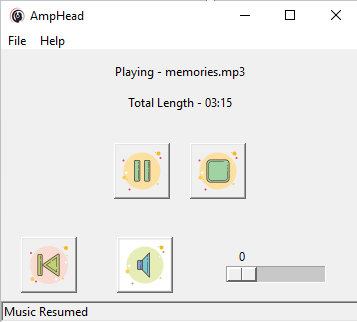 AmpHead
File Help
Playing - memories.mp3
Total Length - 03:15
0
Music Resumed